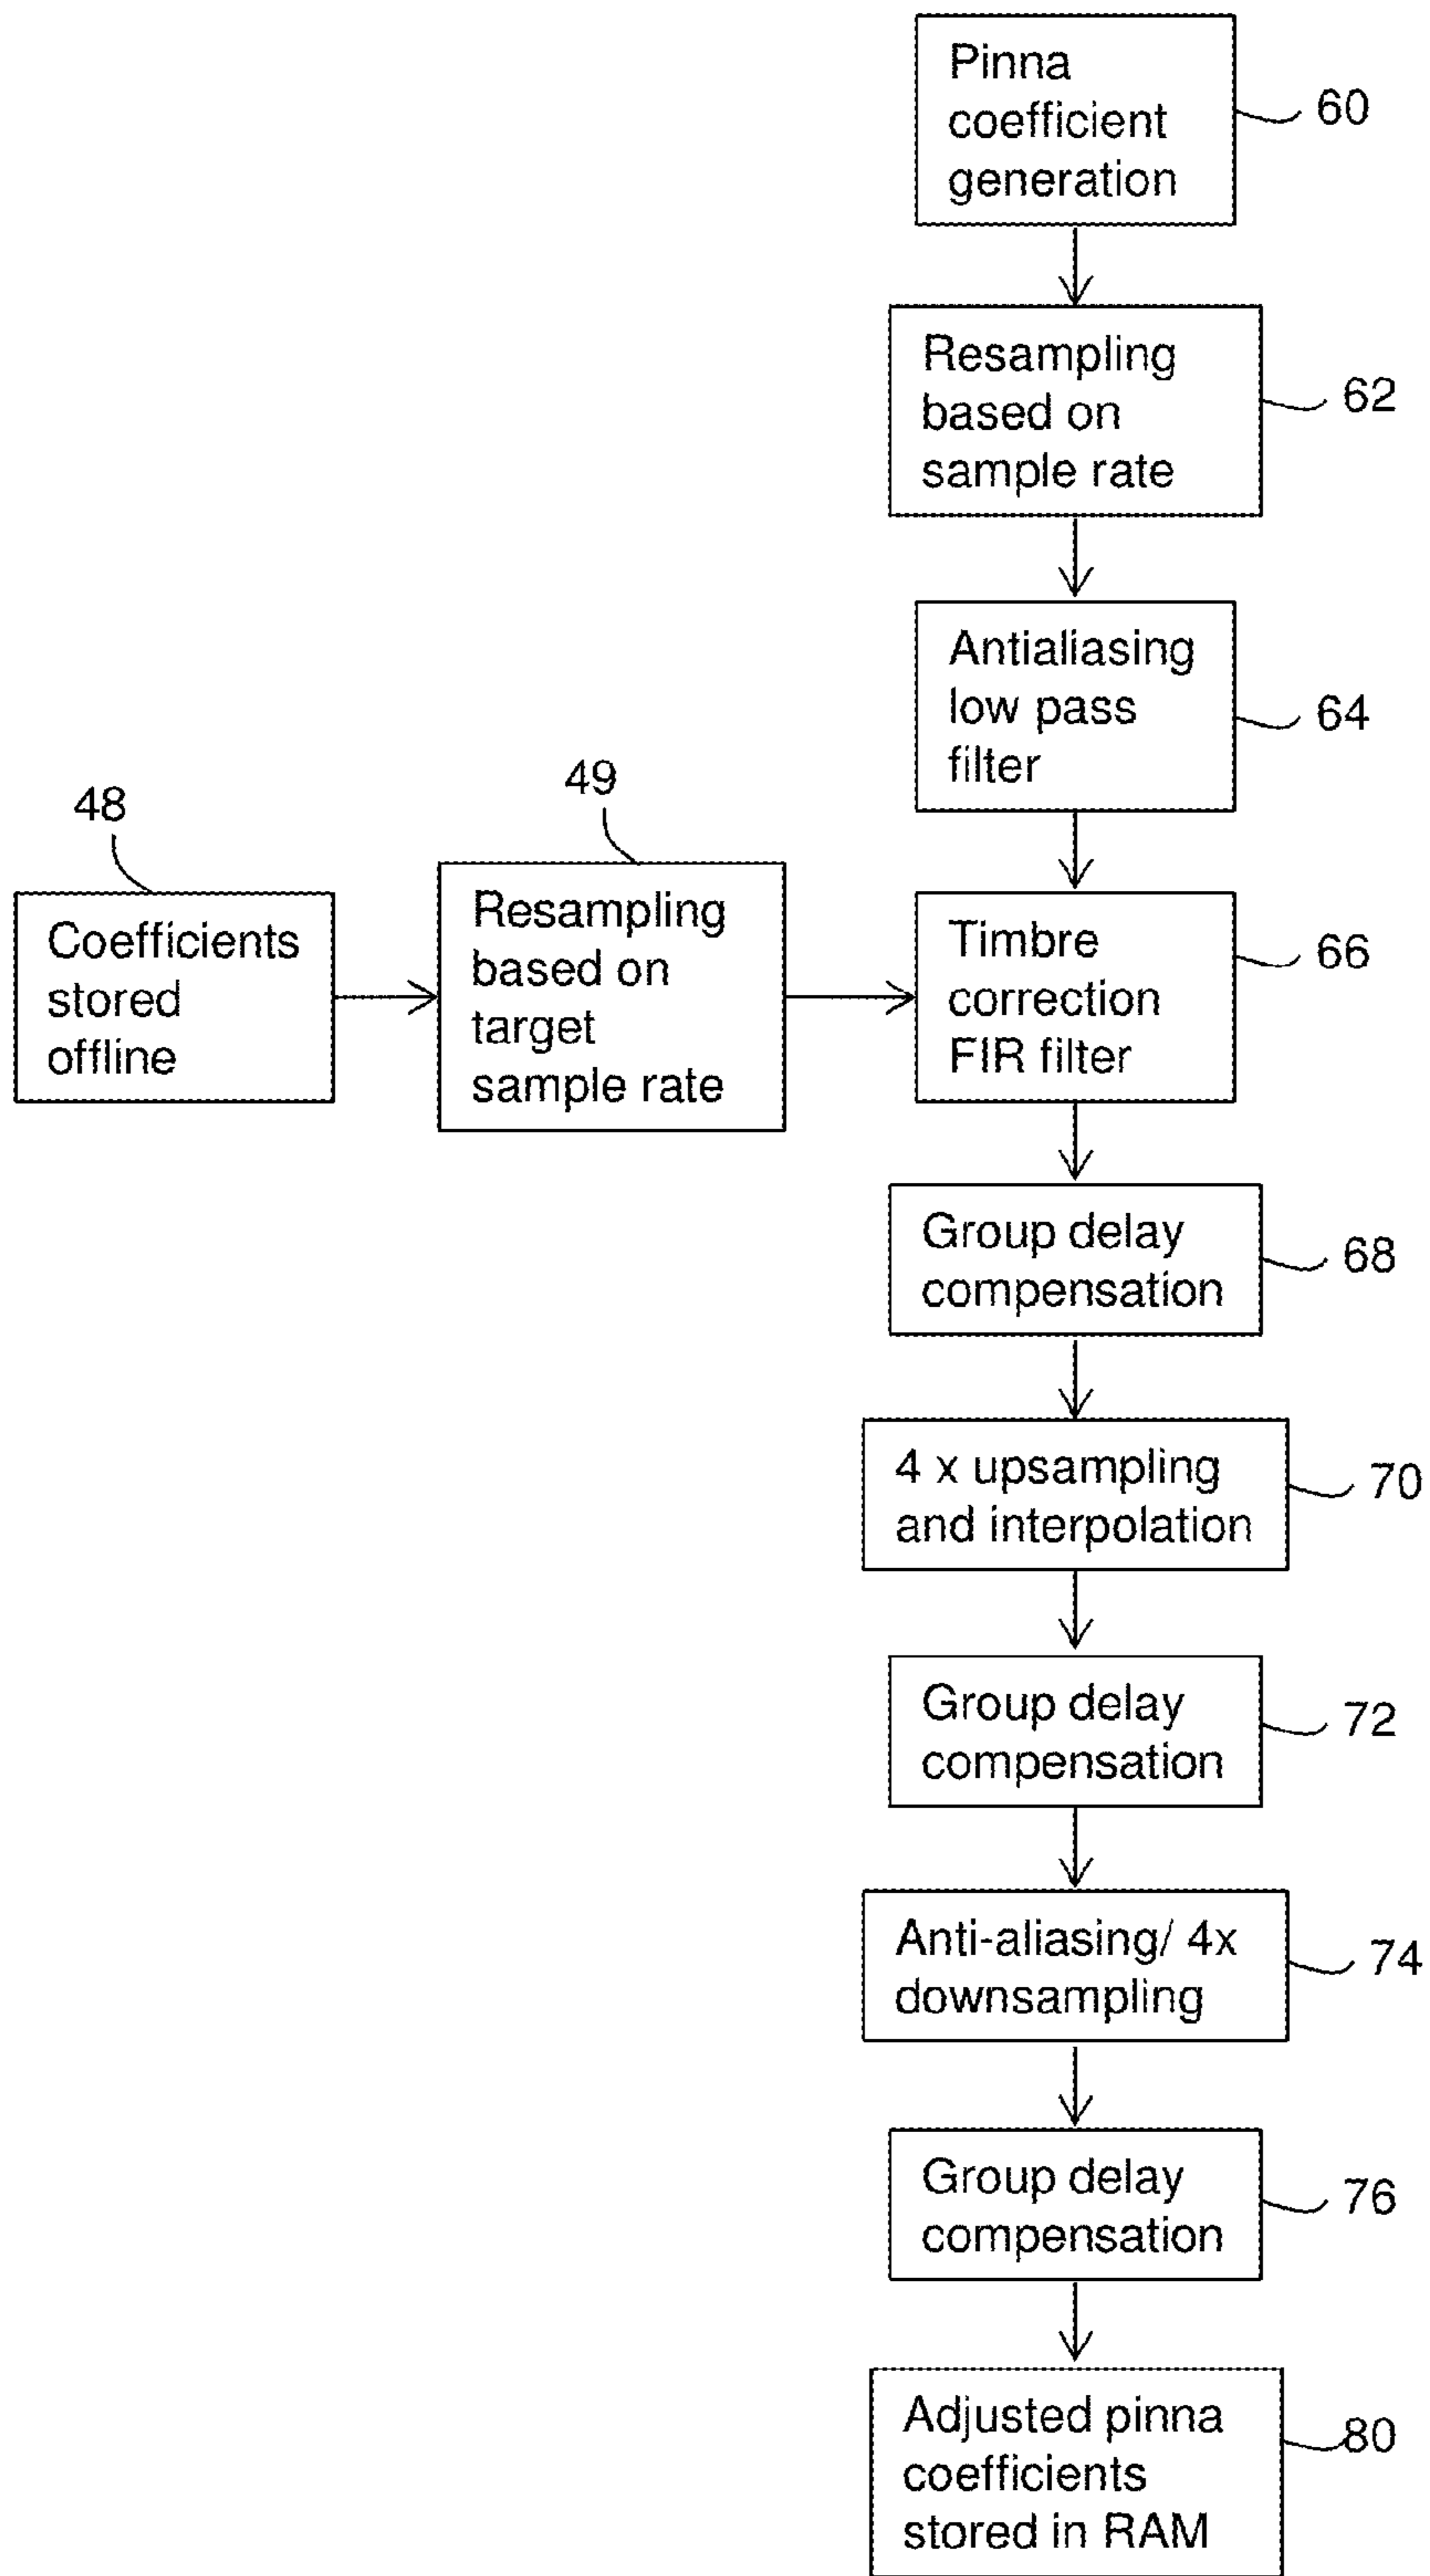 Pinna
coefficient
generation
60
Resampling
based on
sample rate
62
Antialiasing
low pass
filter
64
48
Coefficients
stored
offline
49
Resampling
based on
target
sample rate
Timbre
correction
FIR filter
66
Group delay
compensation
68
4 x upsampling
and interpolation
70
Group delay
compensation
72
Anti-aliasing/ 4x
downsampling
74
Group delay
compensation
76
Adjusted pinna
coefficients
stored in RAM
80